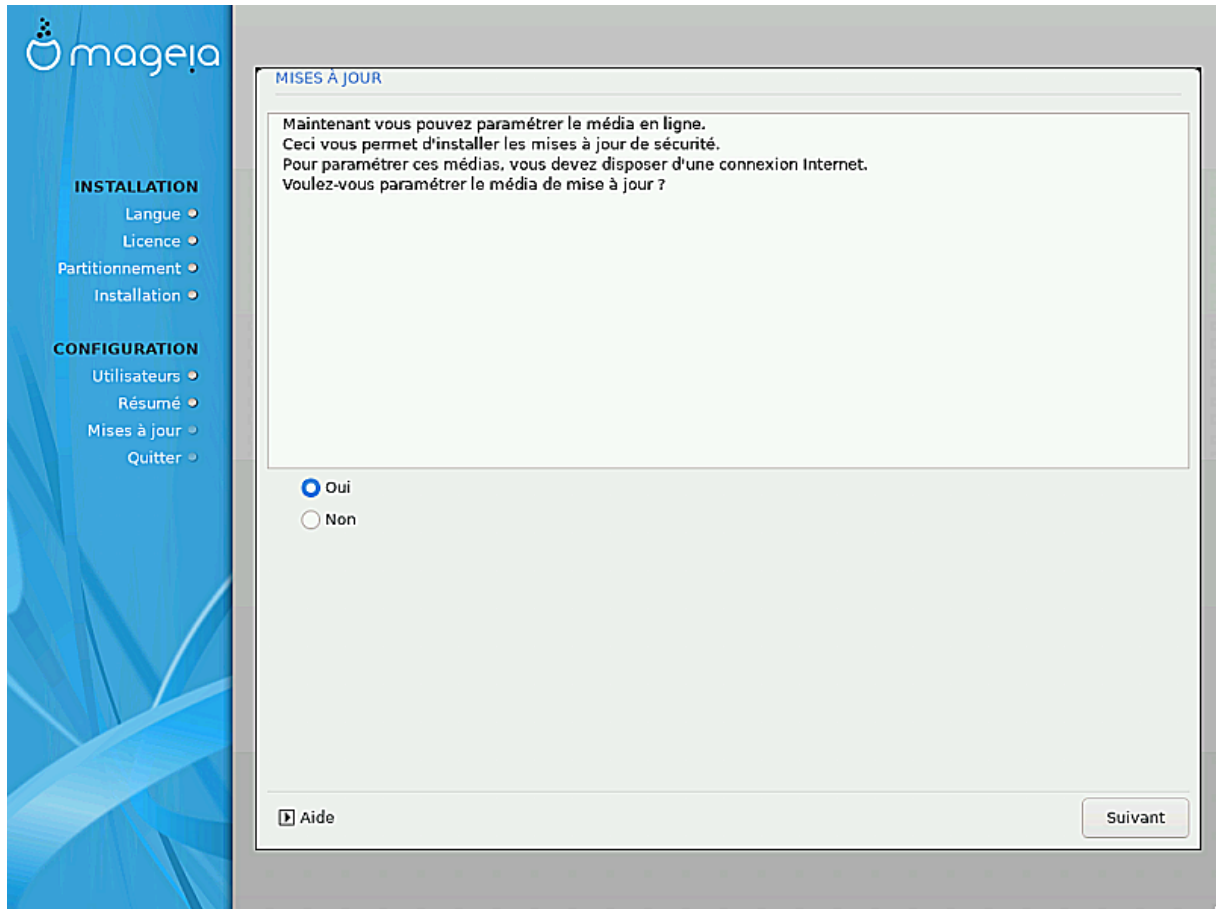 mageia
INSTALLATION
Langue
Licence
Partitionnement
Installation
CONFIGURATION
Utilisateurs
Résumé
Mises à jour
Quitter
MISES À JOUR
Maintenant vous pouvez paramétrer le média en ligne.
Ceci vous permet d'installer les mises à jour de sécurité.
Pour paramétrer ces médias, vous devez disposer d'une connexion Internet.
Voulez-vous paramétrer le média de mise à jour ?
Oui
Non
Aide
Suivant